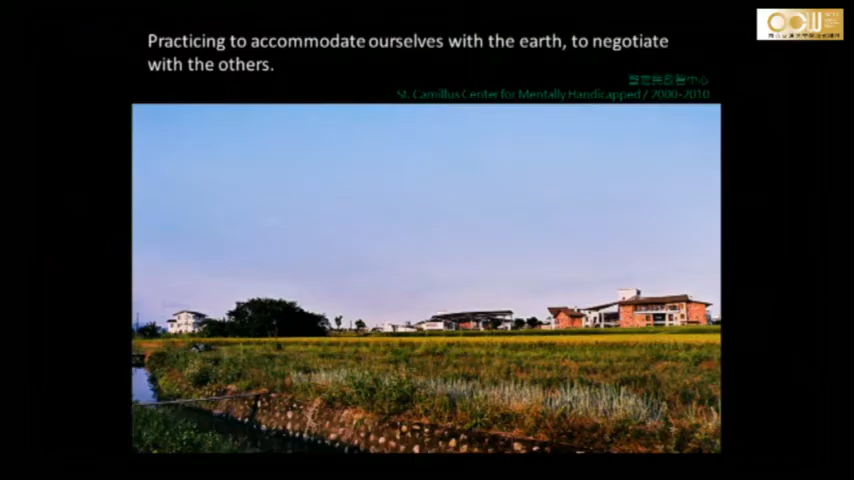 Practicing to accommodate ourselves with the earth, to negotiate
with the others.
聖嘉民啟智中心
St. Camillus Center for Mentally Handicapped / 2000-2010
OCW